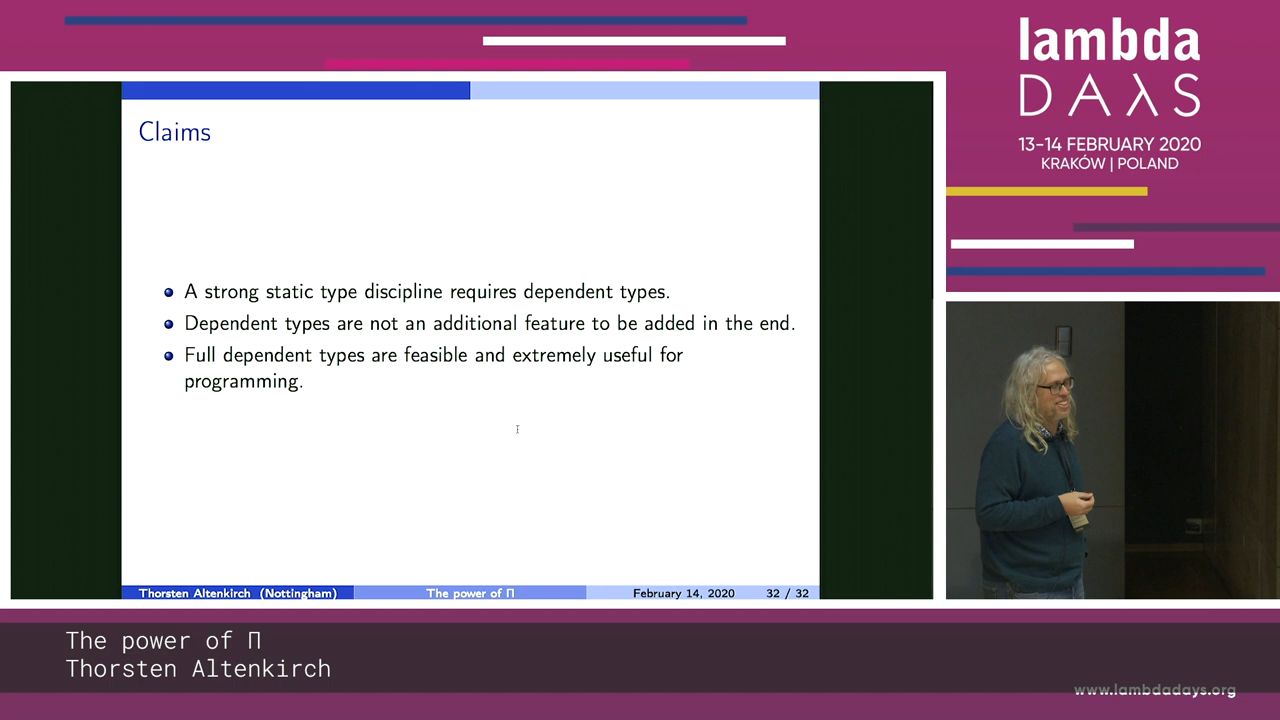 lambda
DAλS
13-14 FEBRUARY 2020
KRAKÓW | POLAND
Claims
A strong static type discipline requires dependent types.
Dependent types are not an additional feature to be added in the end.
Full dependent types are feasible and extremely useful for
programming.
Thorsten Altenkirch (Nottingham) The power of Π February 14, 2020 32 / 32
The power of Π
Thorsten Altenkirch
www.lambdadays.org